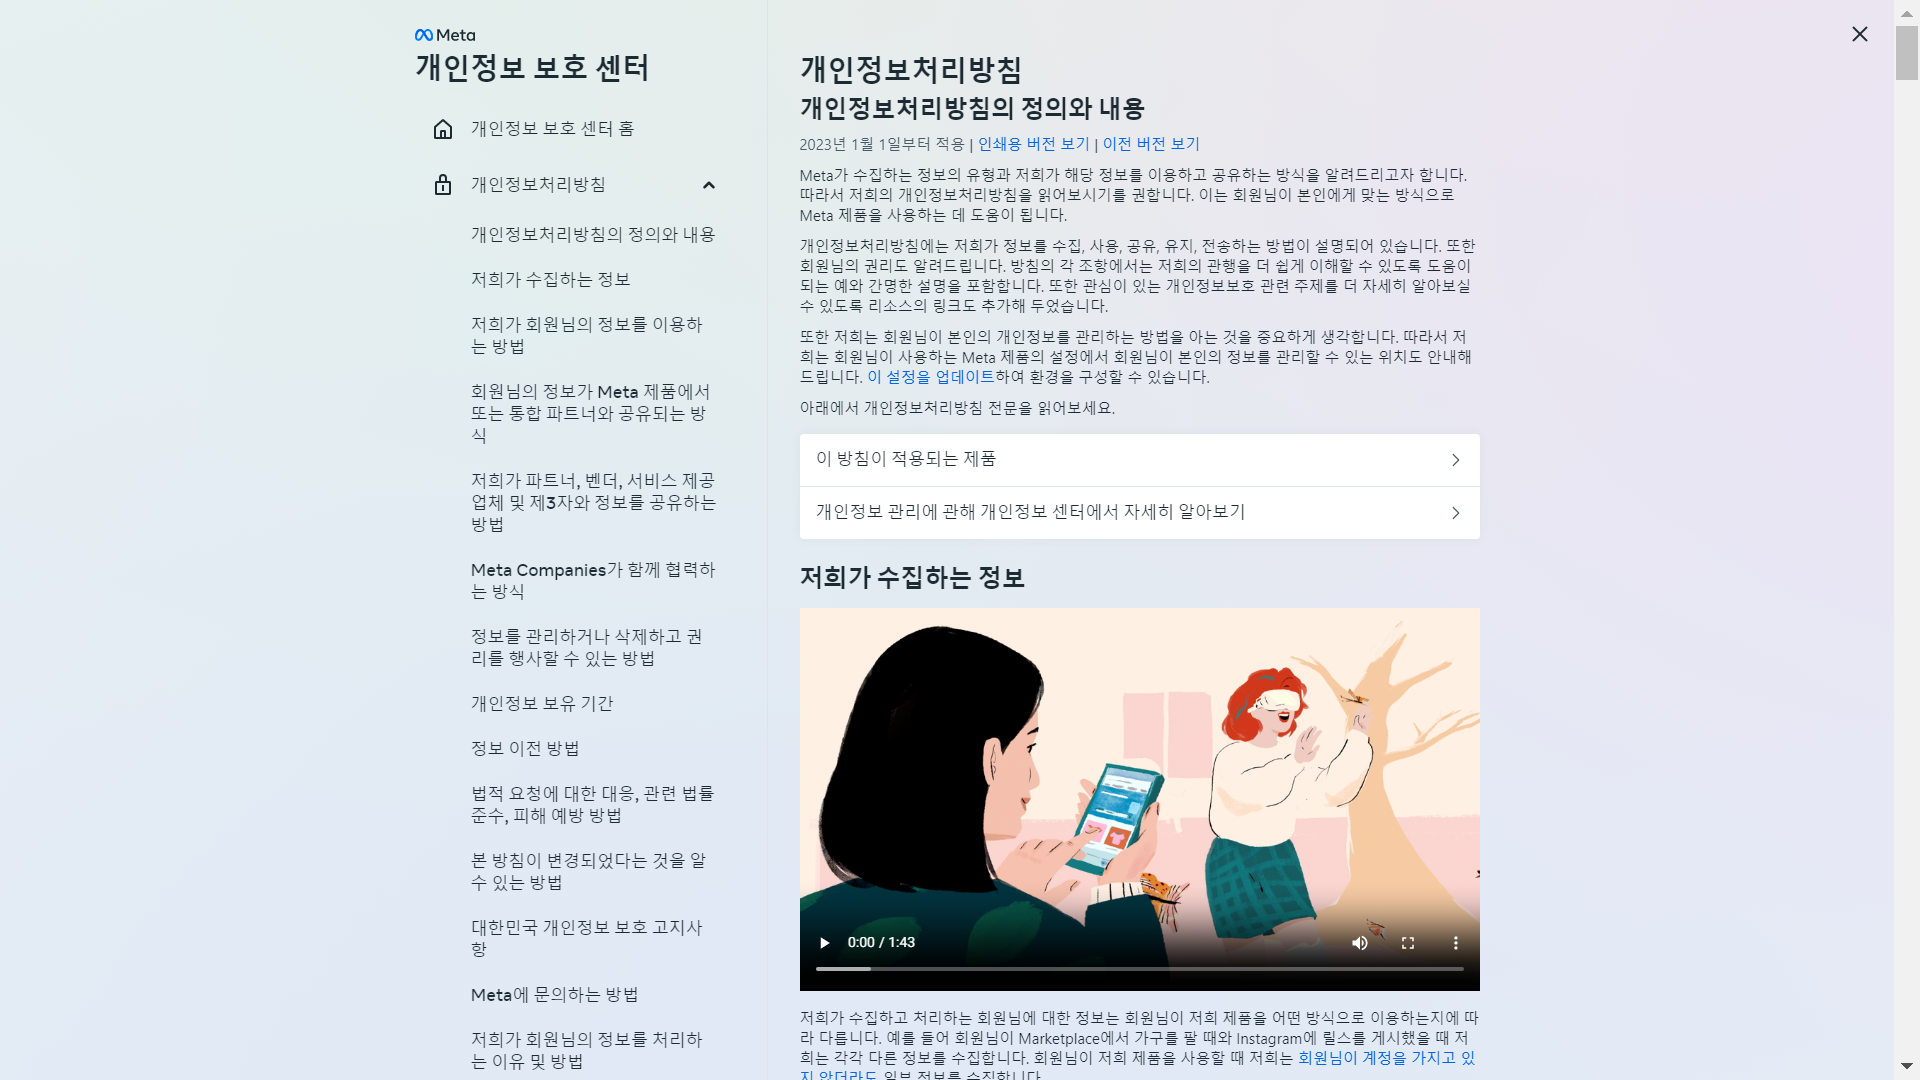 Meta
개인정보 보호 센터
개인정보 보호 센터 홈
개인정보처리방침
개인정보처리방침의 정의와 내용
저희가 수집하는 정보
저희가 회원님의 정보를 이용하
는 방법
회원님의 정보가 Meta 제품에서
또는 통합 파트너와 공유되는 방
식
저희가 파트너, 벤더, 서비스 제공
업체 및 제3자와 정보를 공유하는
방법
Meta Companies가 함께 협력하
는 방식
정보를 관리하거나 삭제하고 권
리를 행사할 수 있는 방법
개인정보 보유 기간
정보 이전 방법
법적 요청에 대한 대응, 관련 법률
준수, 피해 예방 방법
본 방침이 변경되었다는 것을 알
수 있는 방법
대한민국 개인정보 보호 고지사
항
Meta에 문의하는 방법
저희가 회원님의 정보를 처리하
는 이유 및 방법
개인정보처리방침
개인정보처리방침의 정의와 내용
2023년 1월 1일부터 적용 | 인쇄용 버전 보기 | 이전 버전 보기
Meta가 수집하는 정보의 유형과 저희가 해당 정보를 이용하고 공유하는 방식을 알려드리고자 합니다.
따라서 저희의 개인정보처리방침을 읽어보시기를 권합니다. 이는 회원님이 본인에게 맞는 방식으로
Meta 제품을 사용하는 데 도움이 됩니다.
개인정보처리방침에는 저희가 정보를 수집, 사용, 공유, 유지, 전송하는 방법이 설명되어 있습니다. 또한
회원님의 권리도 알려드립니다. 방침의 각 조항에서는 저희의 관행을 더 쉽게 이해할 수 있도록 도움이
되는 예와 간명한 설명을 포함합니다. 또한 관심이 있는 개인정보보호 관련 주제를 더 자세히 알아보실
수 있도록 리소스의 링크도 추가해 두었습니다.
또한 저희는 회원님이 본인의 개인정보를 관리하는 방법을 아는 것을 중요하게 생각합니다. 따라서 저
희는 회원님이 사용하는 Meta 제품의 설정에서 회원님이 본인의 정보를 관리할 수 있는 위치도 안내해
드립니다. 이 설정을 업데이트하여 환경을 구성할 수 있습니다.
아래에서 개인정보처리방침 전문을 읽어보세요.
이 방침이 적용되는 제품
개인정보 관리에 관해 개인정보 센터에서 자세히 알아보기
저희가 수집하는 정보
0:00 / 1:43
저희가 수집하고 처리하는 회원님에 대한 정보는 회원님이 저희 제품을 어떤 방식으로 이용하는지에 따
라 다릅니다. 예를 들어 회원님이 Marketplace에서 가구를 팔 때와 Instagram에 릴스를 게시했을 때 저
희는 각각 다른 정보를 수집합니다. 회원님이 저희 제품을 사용할 때 저희는 회원님이 계정을 가지고 있
지 않더라도 일부 정보를 수집합니다.